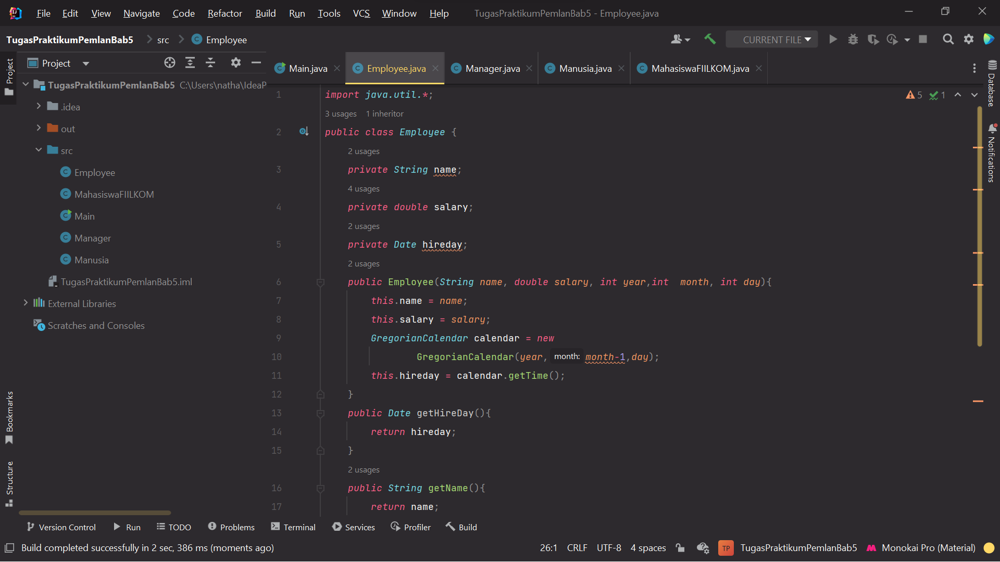 File Edit View Navigate Code Refactor Build Run Tools VCS Window Help TugasPraktikumPemlanBab5 - Employee.java
TugasPraktikumPemlanBab5 src Employee CURRENT FILE
Project
Project
Main.java Employee.java Manager.java Manusia.java MahasiswaFIILKOM.java
Database
Notifications
TugasPraktikumPemlanBab5 C:\Users\natha\IdeaP
.idea
out
src
Employee
MahasiswaFIILKOM
Main
Manager
Manusia
TugasPraktikumPemlanBab5.iml
External Libraries
Scratches and Consoles
Bookmarks
Structure
5 1
1 import java.util.*;
3 usages 1 inheritor
2 public class Employee {
2 usages
3 private String name;
4 usages
4 private double salary;
2 usages
5 private Date hireday;
2 usages
6 public Employee(String name, double salary, int year,int  month, int day){
7 this.name = name;
8 this.salary = salary;
9 GregorianCalendar calendar = new
10 GregorianCalendar(year, month: month-1,day);
11 this.hireday = calendar.getTime();
12 }
13 public Date getHireDay(){
14 return hireday;
15 }
2 usages
16 public String getName(){
17 return name;
Version Control Run TODO Problems Terminal Services Profiler Build
Build completed successfully in 2 sec, 386 ms (moments ago) 26:1 CRLF UTF-8 4 spaces TP TugasPraktikumPemlanBab5 Monokai Pro (Material)